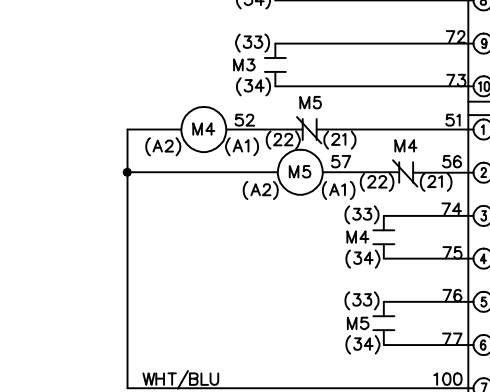 (34) 8
(33) 72 9
M3
(34) 73 10
M5
M4 52 51 1
(A2) (A1) (22) (21)
M4
M5 57 56 2
(A2) (A1) (22) (21)
(33) 74 3
M4
(34) 75 4
(33) 76 5
M5
(34) 77 6
WHT/BLU 100 7